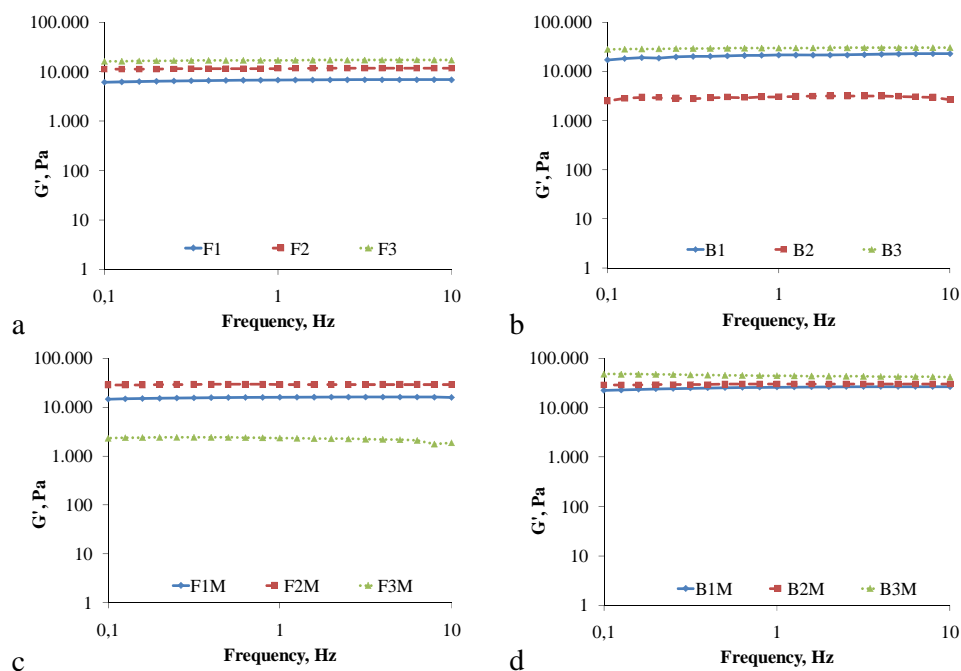 100.000
10.000
1.000
100
10
1
G', Pa
F1 F2 F3
0,1 1 10
Frequency, Hz
a
100.000
10.000
1.000
100
10
1
G', Pa
B1 B2 B3
0,1 1 10
Frequency, Hz
b
100.000
10.000
1.000
100
10
1
G', Pa
F1M F2M F3M
0,1 1 10
Frequency, Hz
c
100.000
10.000
1.000
100
10
1
G', Pa
B1M B2M B3M
0,1 1 10
Frequency, Hz
d